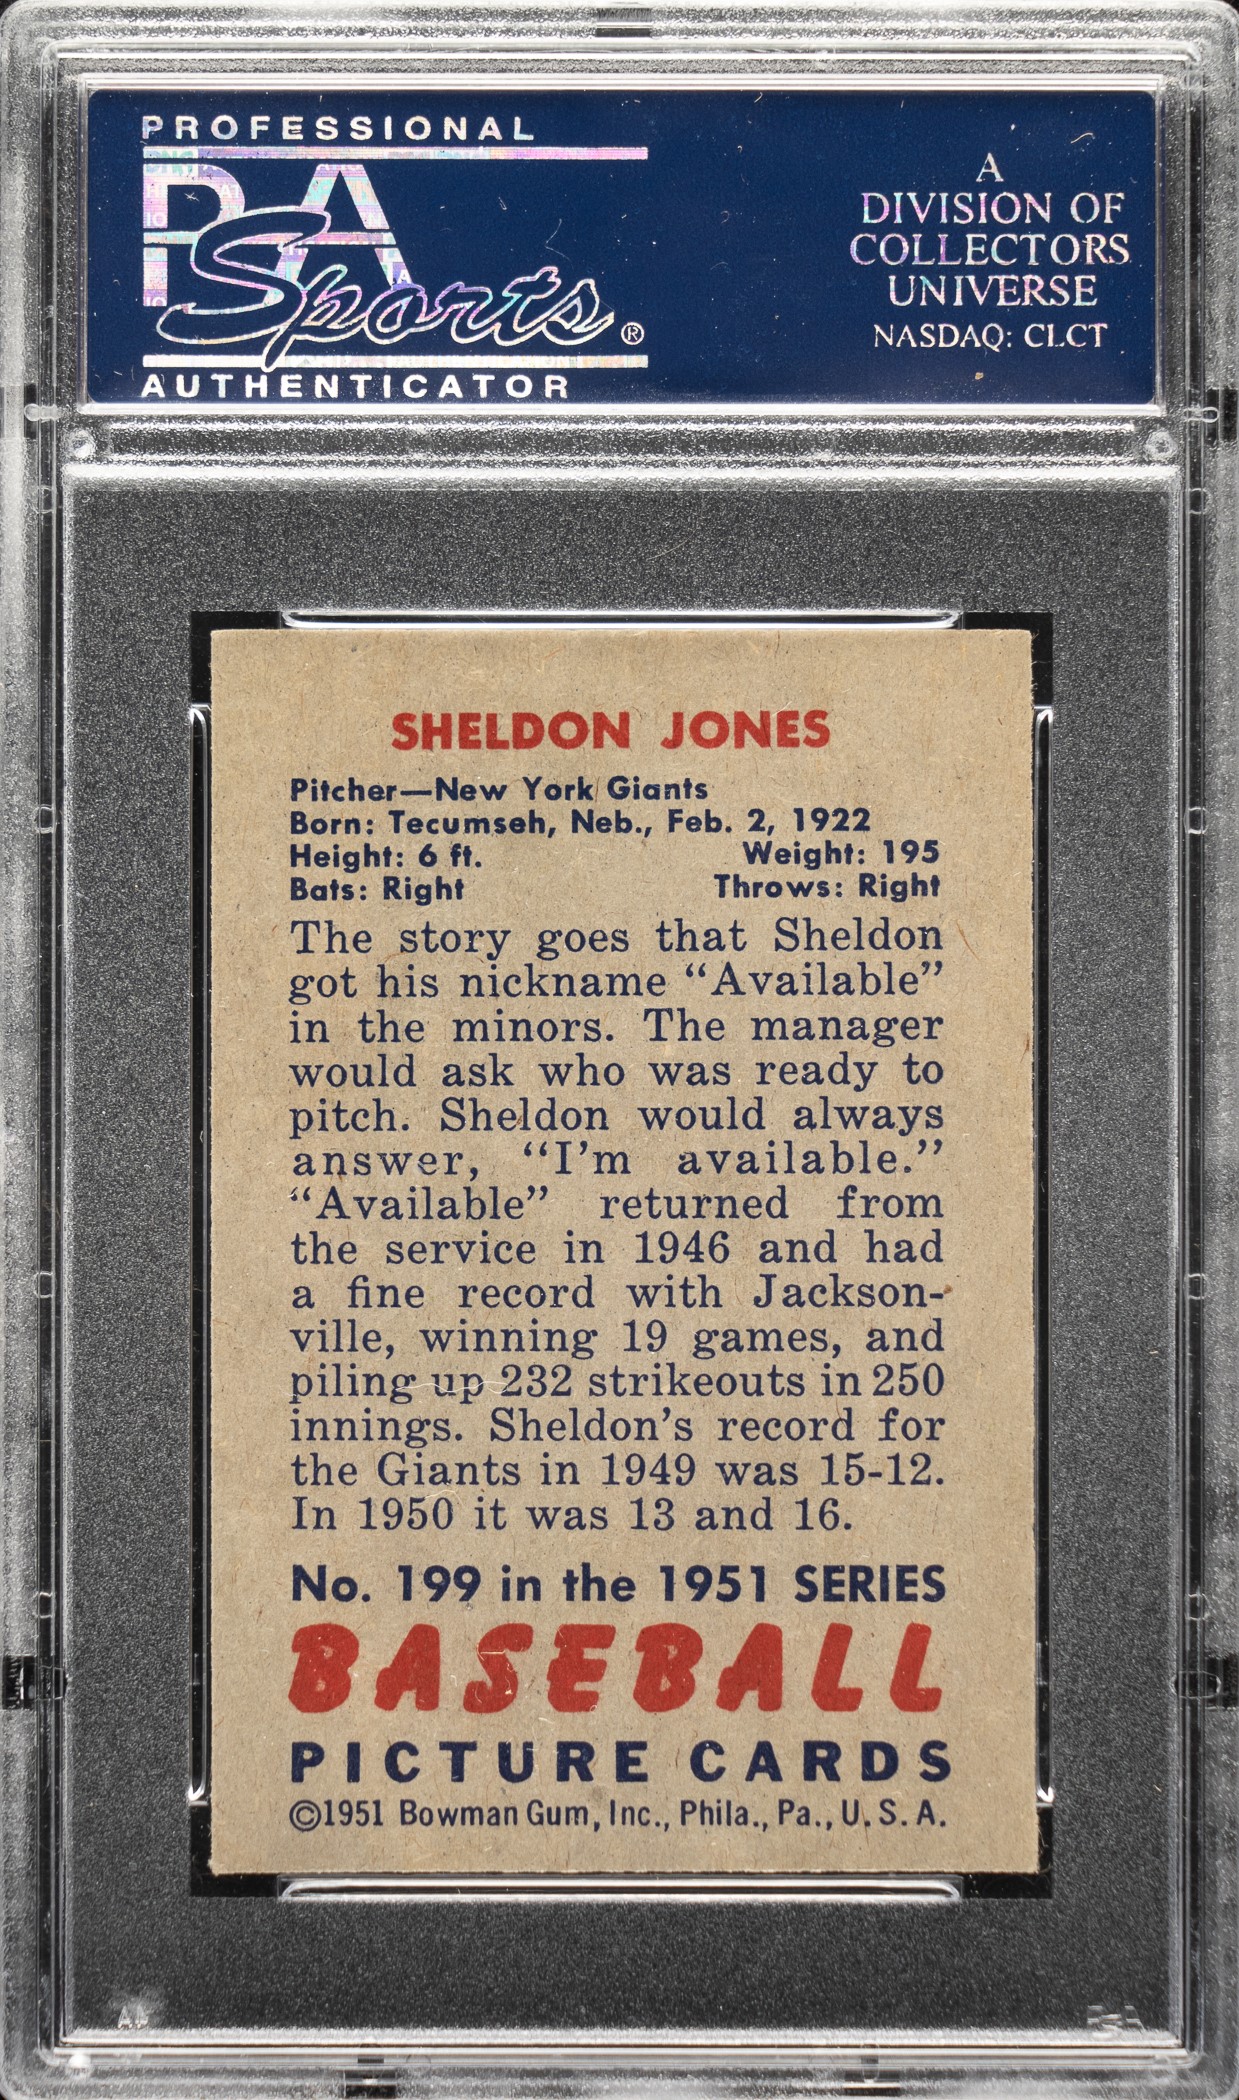 PROFESSIONAL
PSA
Sports®
AUTHENTICATOR
A
DIVISION OF
COLLECTORS
UNIVERSE
NASDAQ: CLCT
SHELDON JONES
Pitcher—New York Giants
Born: Tecumseh, Neb., Feb. 2, 1922
Height: 6 ft. Weight: 195
Bats: Right Throws: Right
The story goes that Sheldon
got his nickname “Available”
in the minors. The manager
would ask who was ready to
pitch. Sheldon would always
answer, “I’m available.”
“Available” returned from
the service in 1946 and had
a fine record with Jackson-
ville, winning 19 games, and
piling up 232 strikeouts in 250
innings. Sheldon’s record for
the Giants in 1949 was 15-12.
In 1950 it was 13 and 16.
No. 199 in the 1951 SERIES
BASEBALL
PICTURE CARDS
©1951 Bowman Gum, Inc., Phila., Pa., U. S. A.